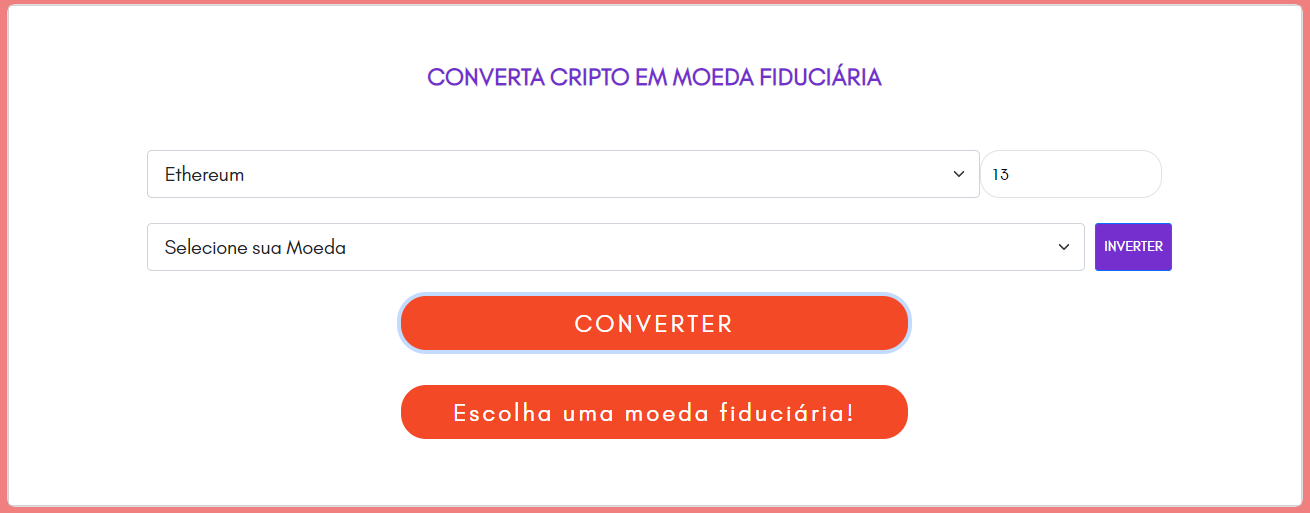 CONVERTA CRIPTO EM MOEDA FIDUCIÁRIA
Ethereum
13
Selecione sua Moeda
INVERTER
CONVERTER
Escolha uma moeda fiduciária!